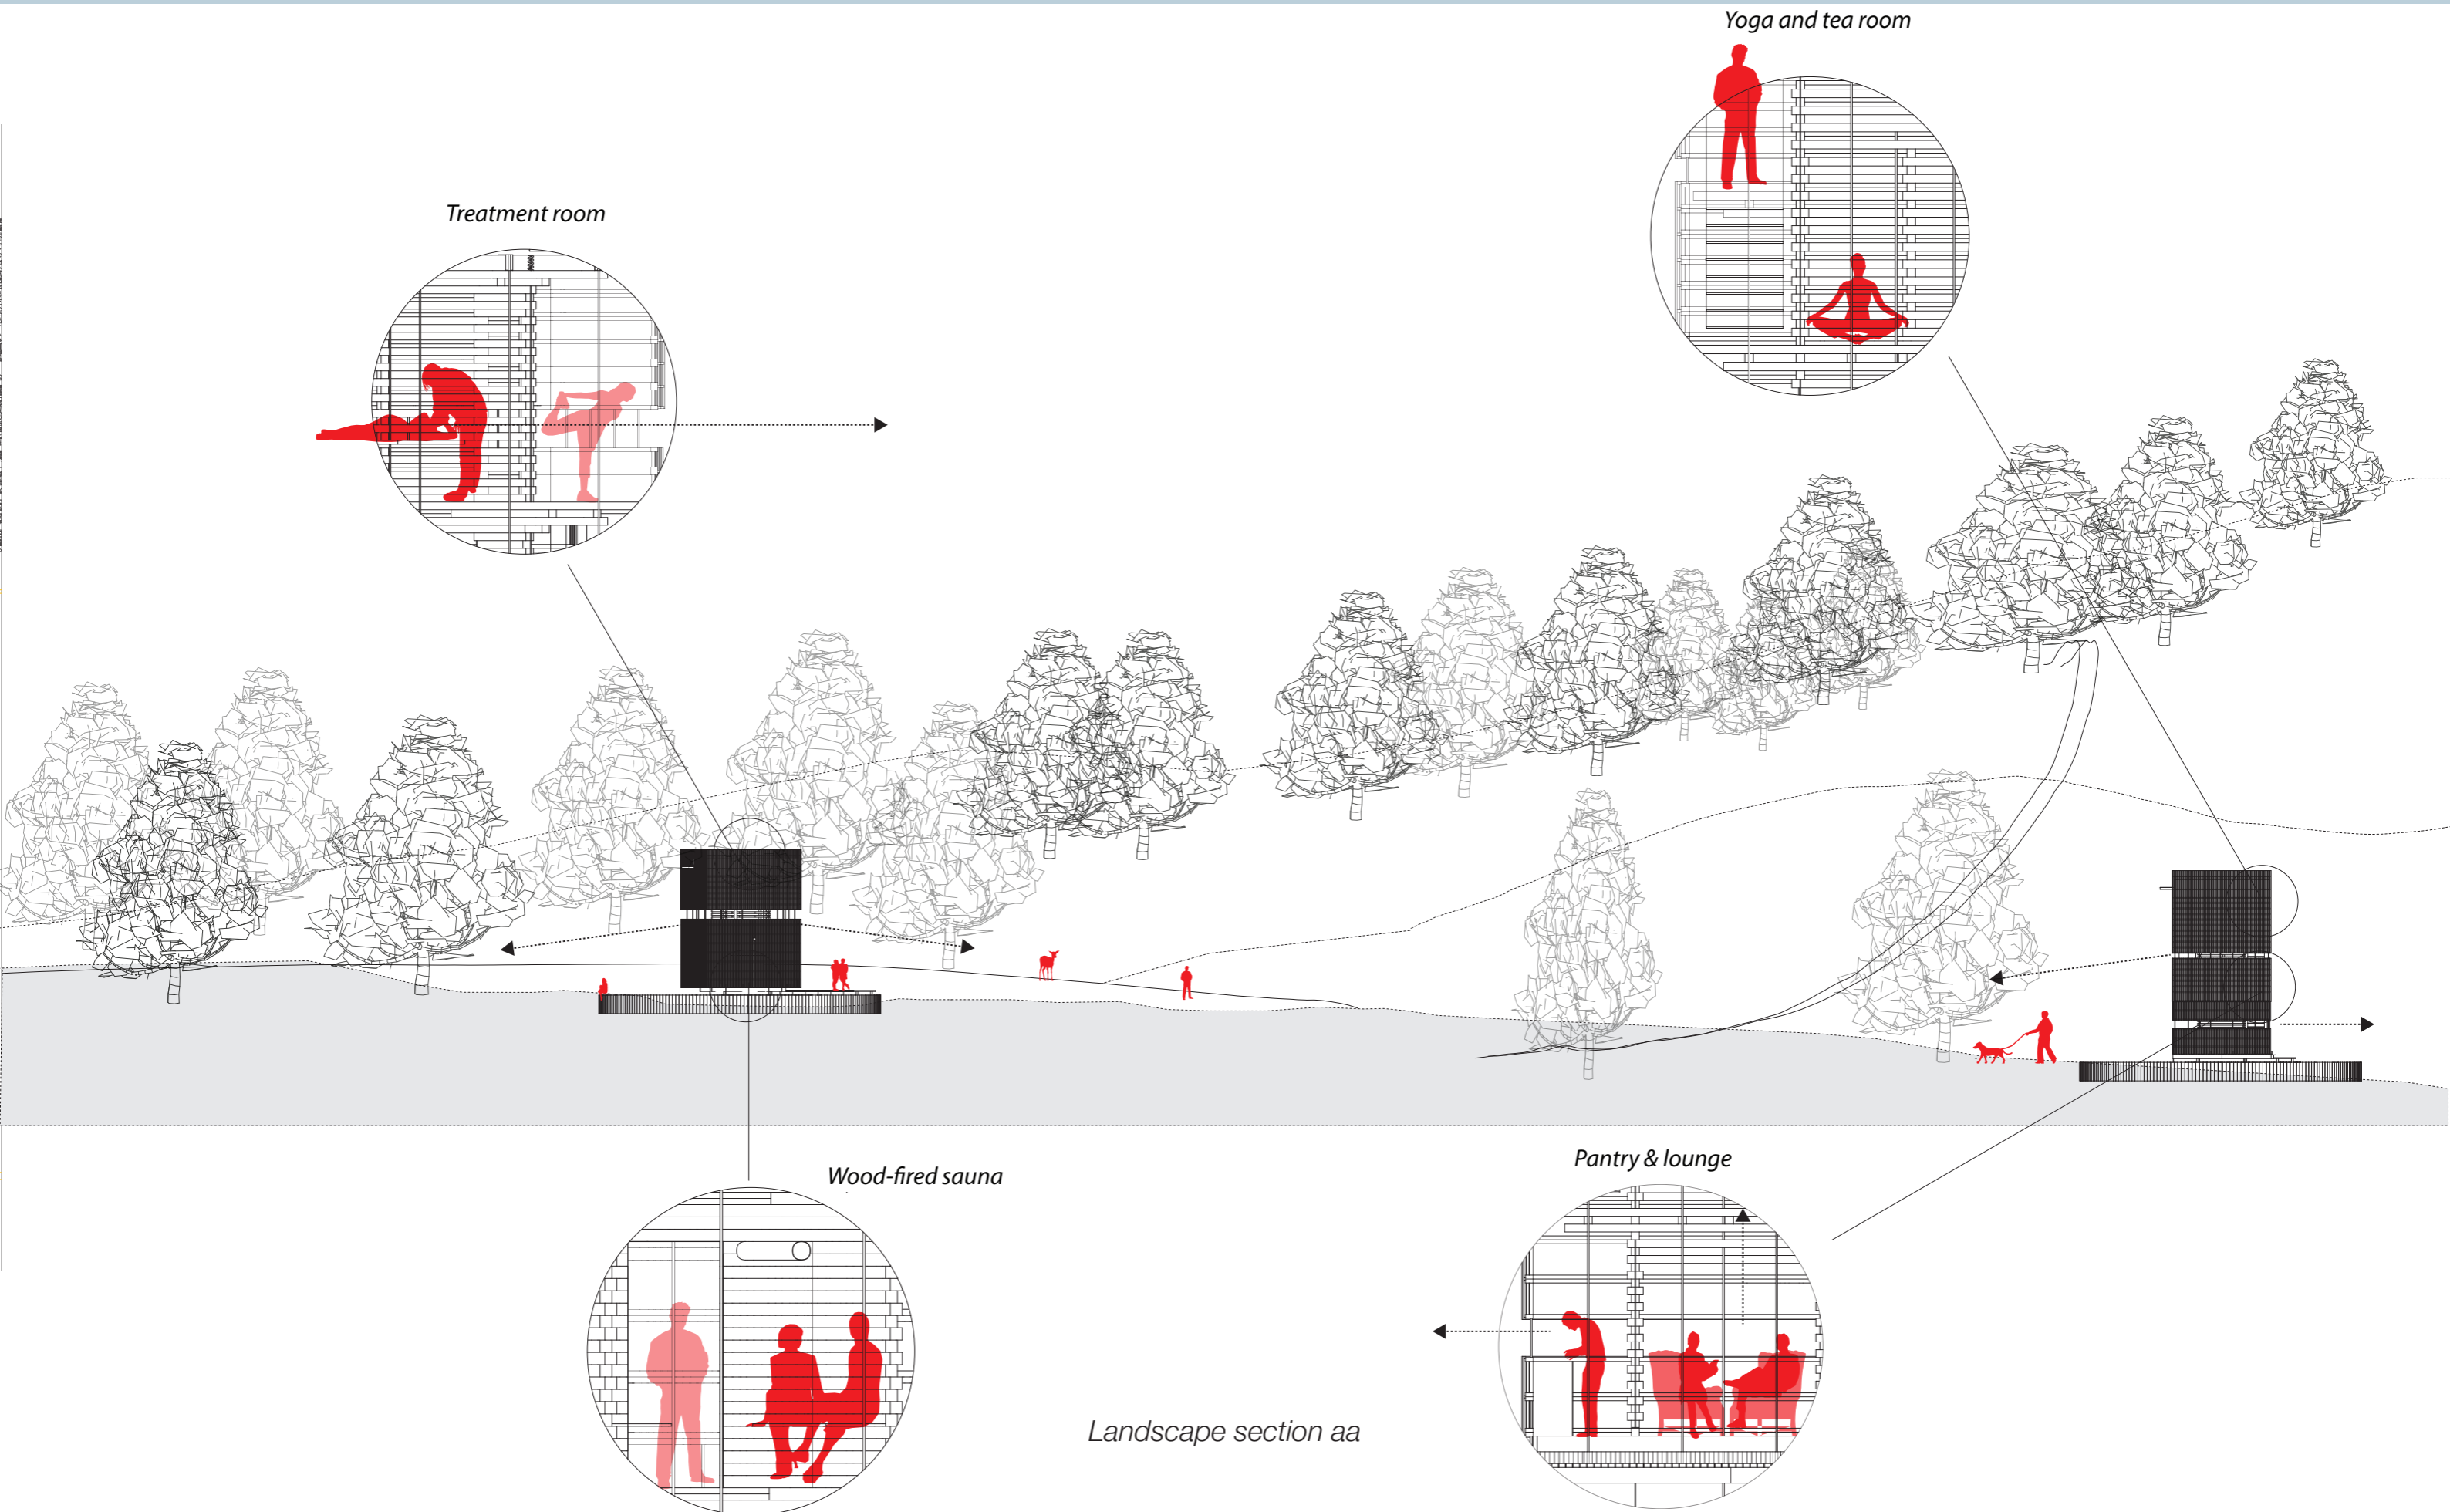 Yoga and tea room
Treatment room
Wood-fired sauna
Pantry & lounge
Landscape section aa